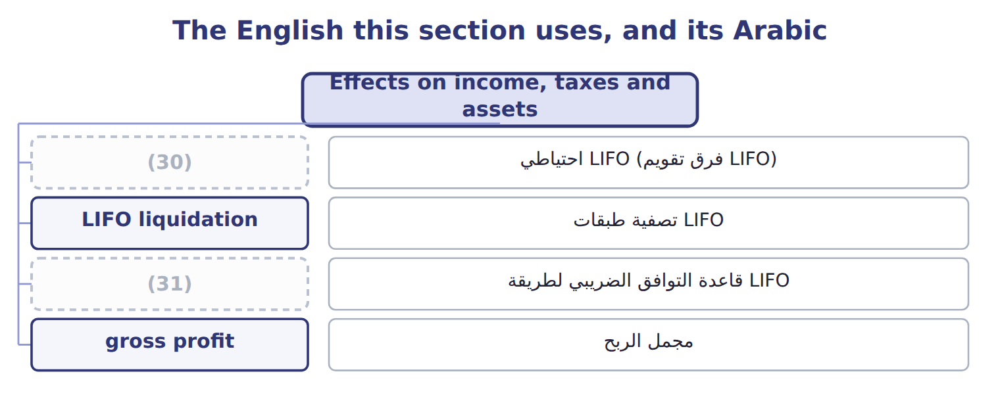 The English this section uses, and its Arabic
Effects on income, taxes and
assets
(30)
احتياطي LIFO (فرق تقويم LIFO)
LIFO liquidation
تصفية طبقات LIFO
(31)
قاعدة التوافق الضريبي لطريقة LIFO
gross profit
مجمل الربح